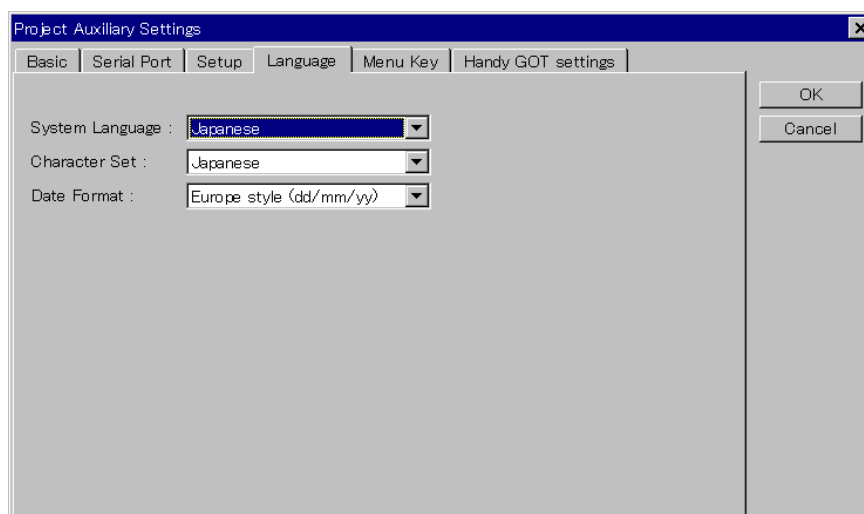 Project Auxiliary Settings
Basic Serial Port Setup Language Menu Key Handy GOT settings
OK
System Language : Japanese
Cancel
Character Set : Japanese
Date Format : Europe style (dd/mm/yy)